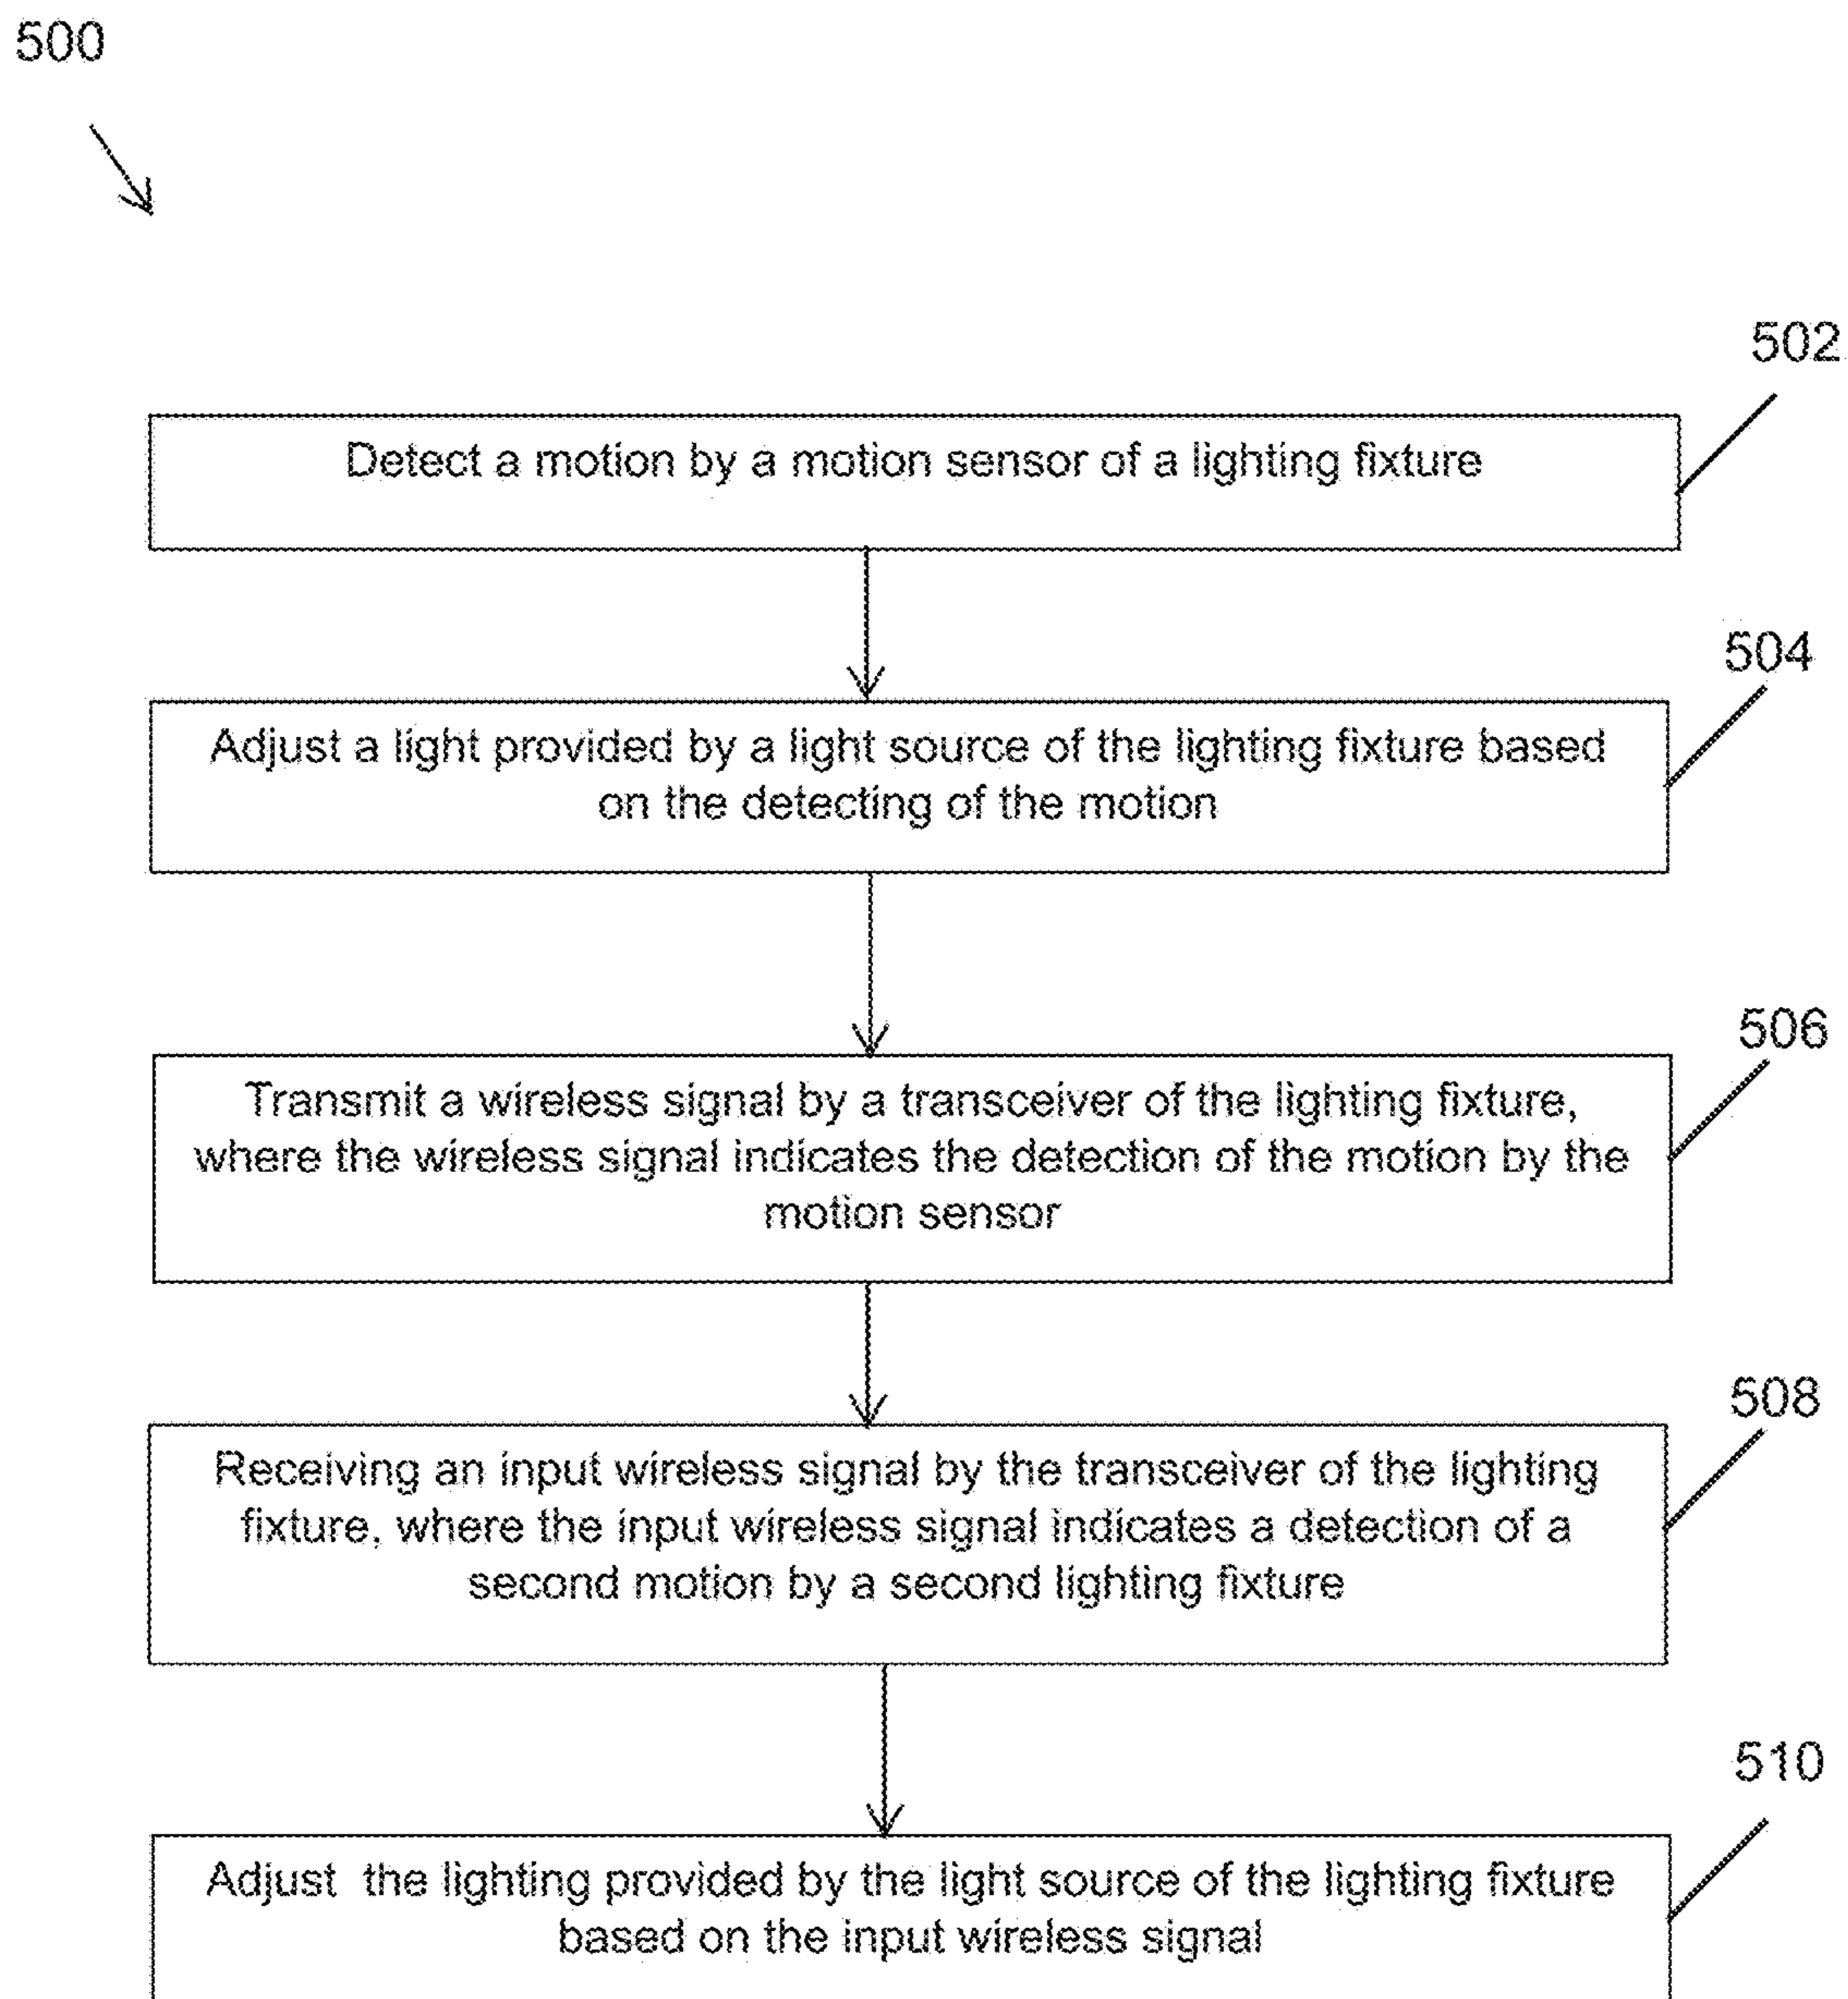 500
502
Detect a motion by a motion sensor of a lighting fixture
504
Adjust a light provided by a light source of the lighting fixture based
on the detecting of the motion
506
Transmit a wireless signal by a transceiver of the lighting fixture,
where the wireless signal indicates the detection of the motion by the
motion sensor
508
Receiving an input wireless signal by the transceiver of the lighting
fixture, where the input wireless signal indicates a detection of a
second motion by a second lighting fixture
510
Adjust the lighting provided by the light source of the lighting fixture
based on the input wireless signal